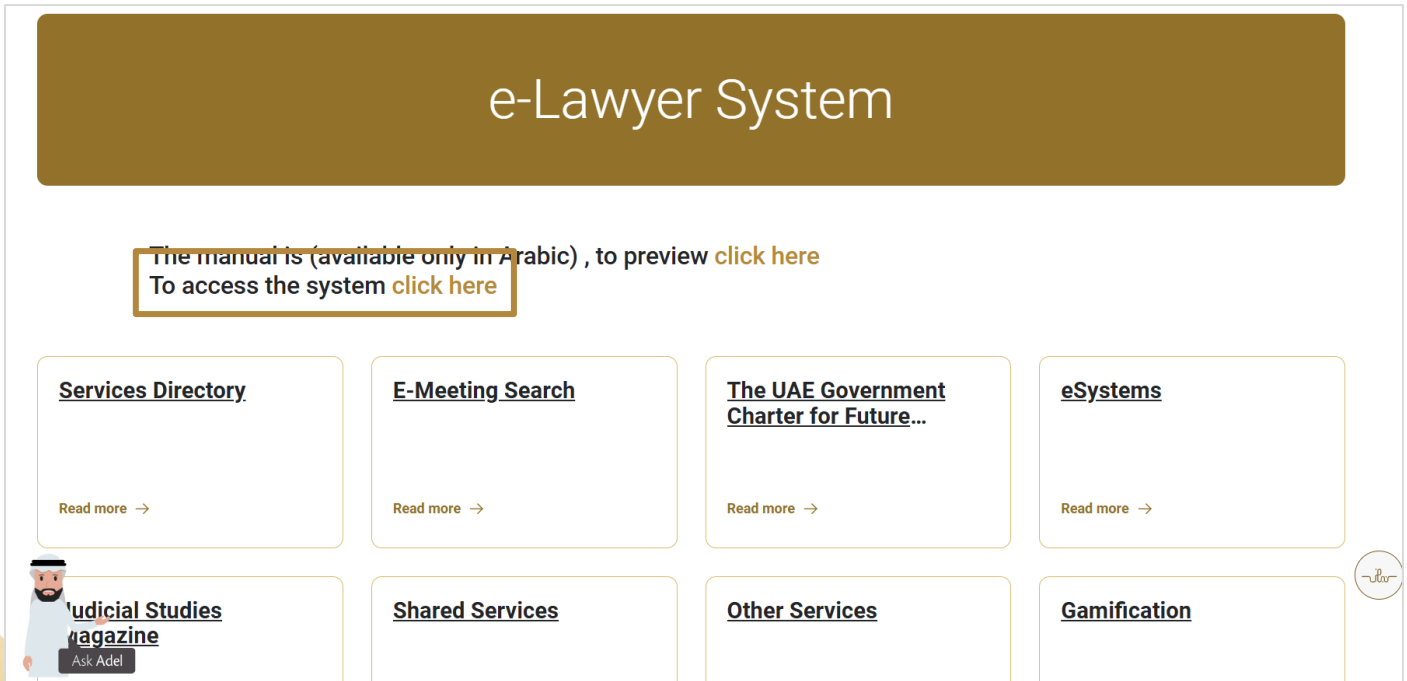 e-Lawyer System
The manual is (available only in Arabic) , to preview click here
To access the system click here
Services Directory
E-Meeting Search
The UAE Government
Charter for Future...
eSystems
Read more
Read more
Read more
Read more
Judicial Studies
Magazine
Shared Services
Other Services
Gamification
Ask Adel